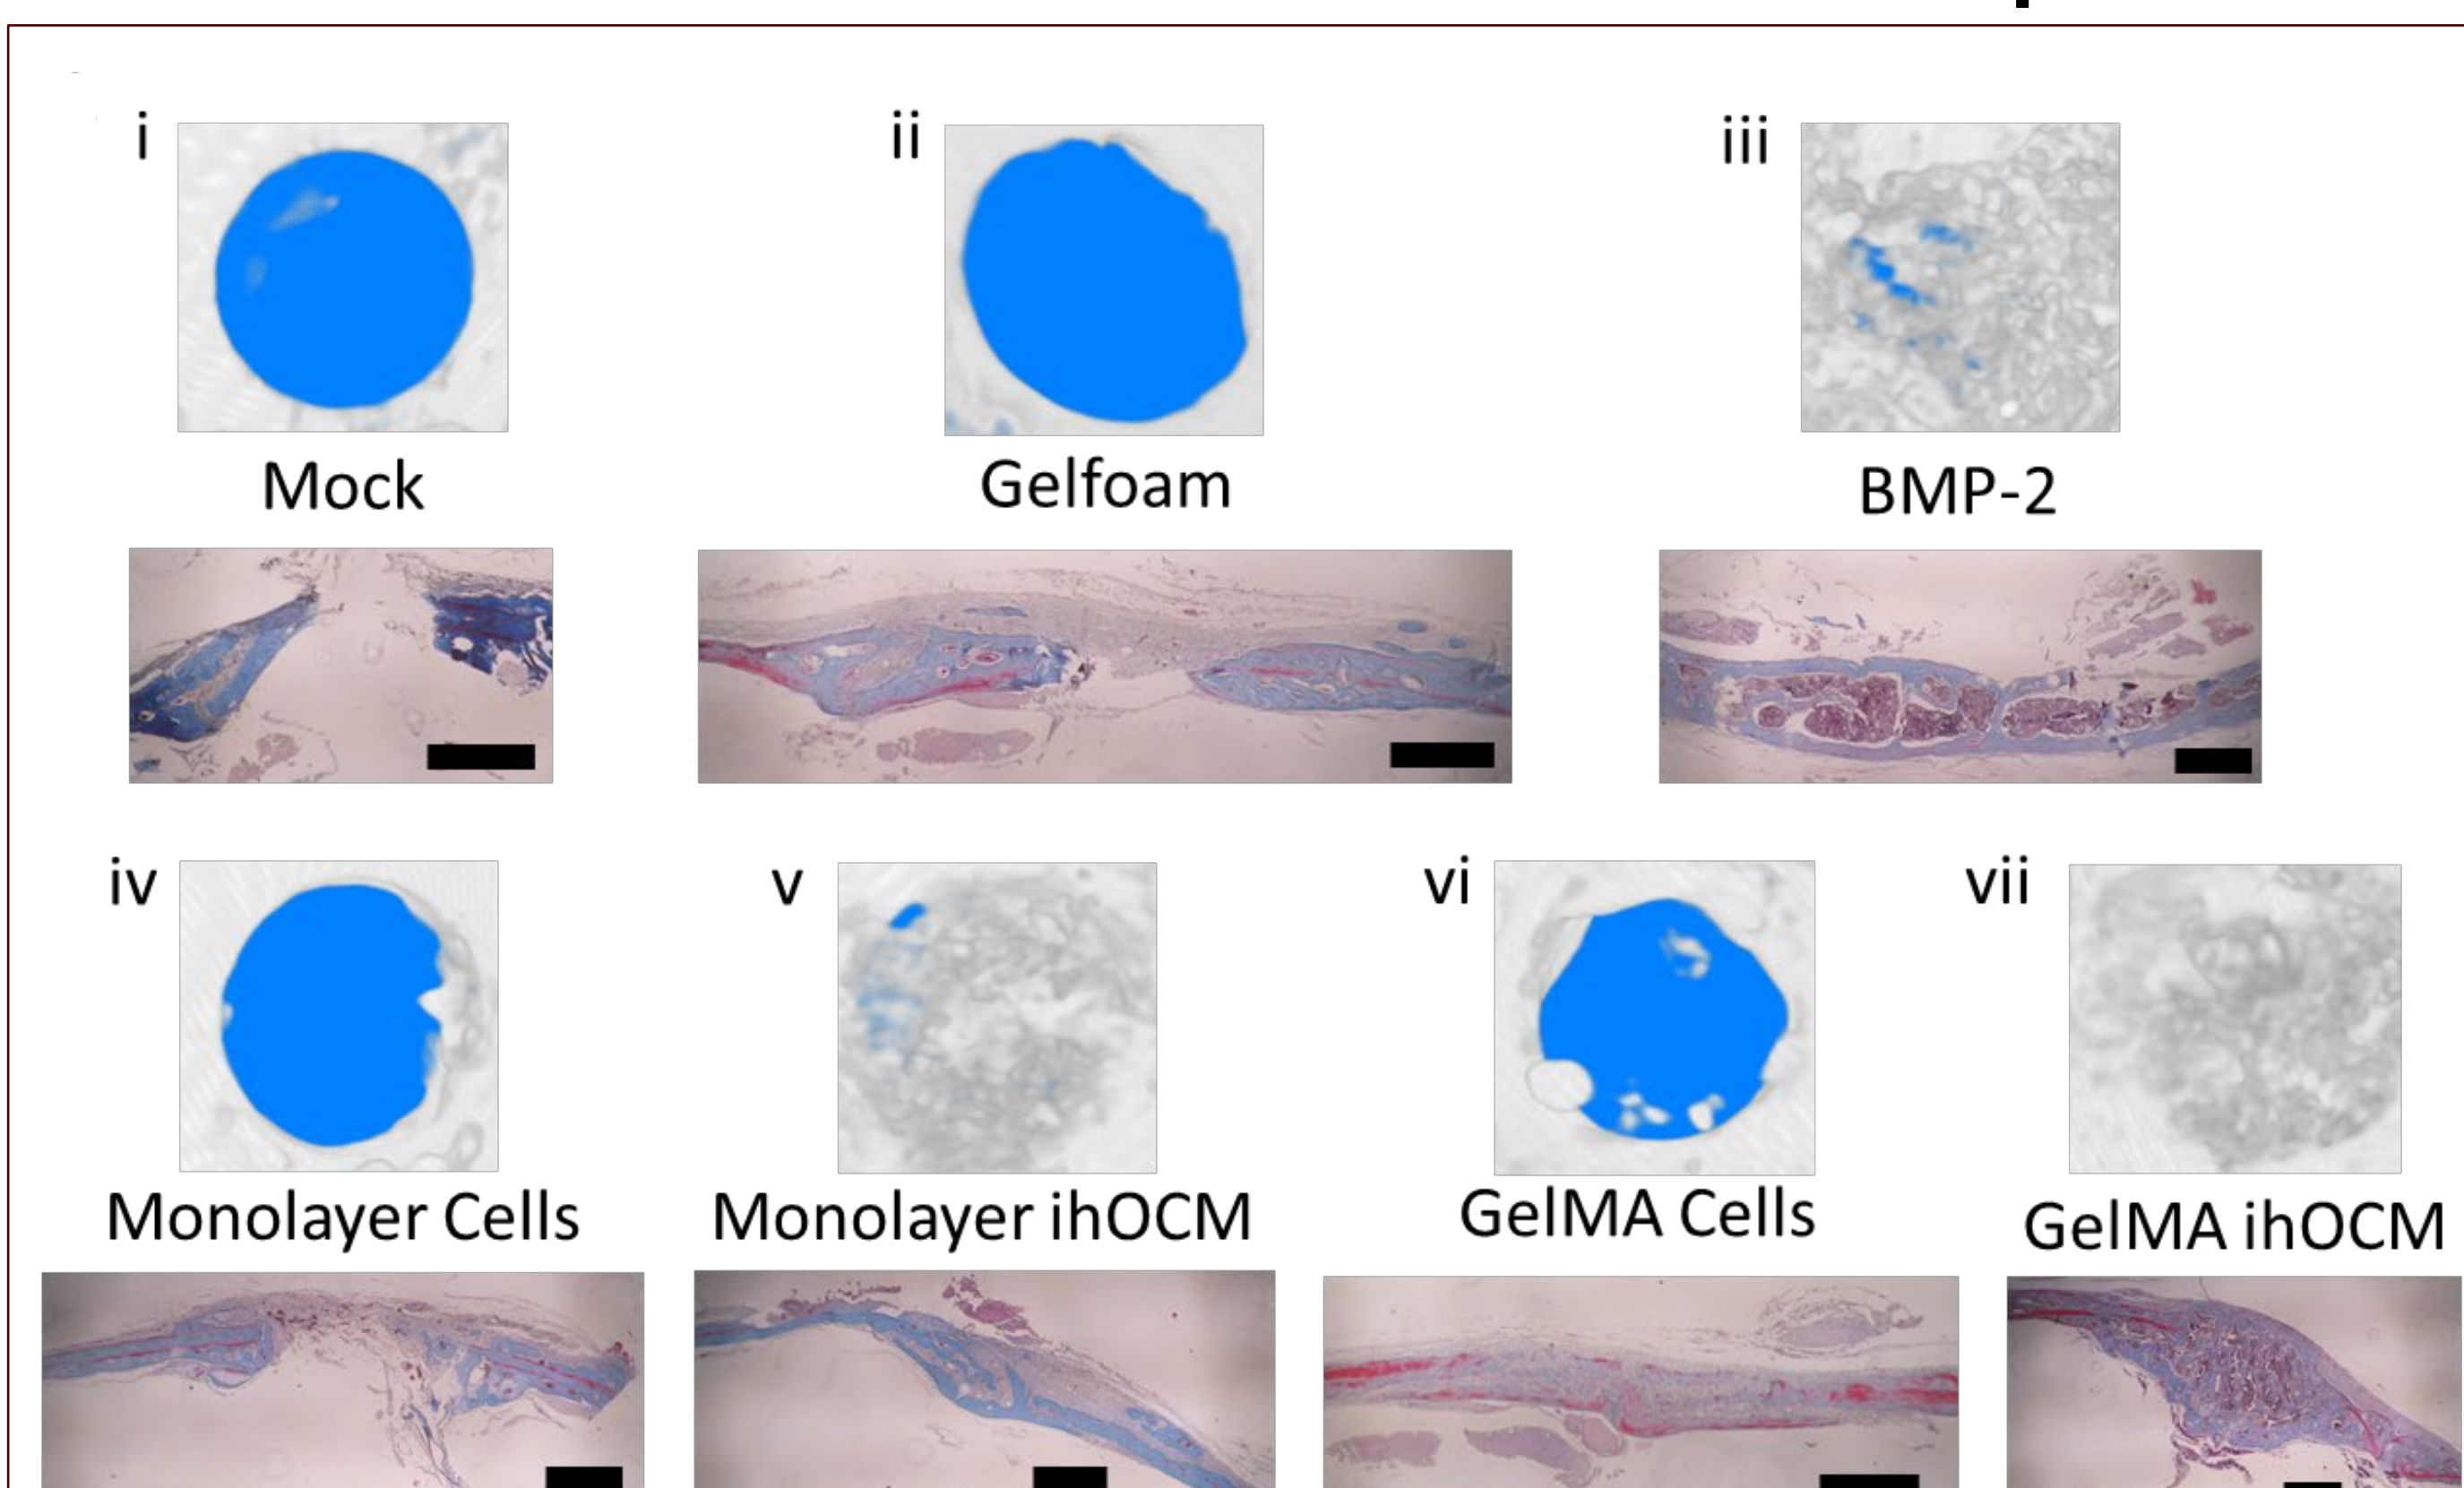 i
ii
iii
Mock
Gelfoam
BMP-2
iv
v
vi
vii
Monolayer Cells
Monolayer ihOCM
GelMA Cells
GelMA ihOCM